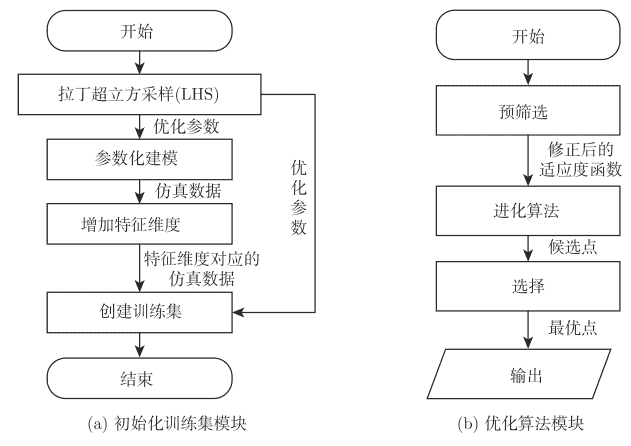 开始
拉丁超立方采样(LHS)
优化参数
参数化建模
仿真数据
增加特征维度
特征维度对应的
仿真数据
创建训练集
结束
优化参数
(a) 初始化训练集模块
开始
预筛选
修正后的
适应度函数
进化算法
候选点
选择
最优点
输出
(b) 优化算法模块